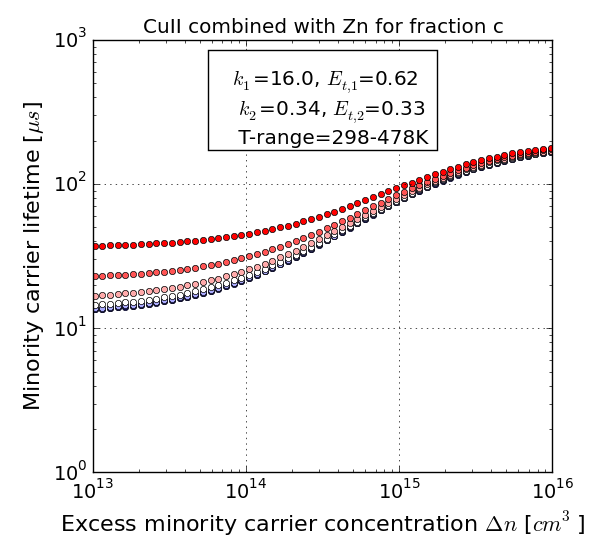 CuII combined with Zn for fraction c
10³
k₁=16.0, Eₜ,₁=0.62
k₂=0.34, Eₜ,₂=0.33
T-range=298-478K
10²
10¹
10⁰
Minority carrier lifetime [μs]
10¹³ 10¹⁴ 10¹⁵ 10¹⁶
Excess minority carrier concentration Δn [cm³ ]